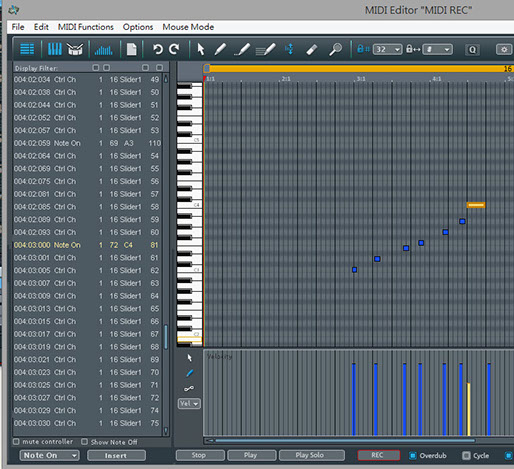 MIDI Editor "MIDI REC"
File Edit MIDI Functions Options Mouse Mode
32 # Q
Display Filter:
16
1:1 2:1 3:1 4:1 5:1
004:02:034 Ctrl Ch 1 16 Slider1 49
004:02:038 Ctrl Ch 1 16 Slider1 50
004:02:044 Ctrl Ch 1 16 Slider1 51
004:02:052 Ctrl Ch 1 16 Slider1 52
004:02:057 Ctrl Ch 1 16 Slider1 53
004:02:059 Note On 1 69 A3 110
004:02:064 Ctrl Ch 1 16 Slider1 54
004:02:069 Ctrl Ch 1 16 Slider1 55
004:02:075 Ctrl Ch 1 16 Slider1 56
004:02:081 Ctrl Ch 1 16 Slider1 57
004:02:085 Ctrl Ch 1 16 Slider1 58
004:02:089 Ctrl Ch 1 16 Slider1 59
004:02:093 Ctrl Ch 1 16 Slider1 60
004:03:000 Note On 1 72 C4 81
004:03:001 Ctrl Ch 1 16 Slider1 61
004:03:005 Ctrl Ch 1 16 Slider1 62
004:03:007 Ctrl Ch 1 16 Slider1 63
004:03:009 Ctrl Ch 1 16 Slider1 64
004:03:013 Ctrl Ch 1 16 Slider1 65
004:03:015 Ctrl Ch 1 16 Slider1 66
004:03:017 Ctrl Ch 1 16 Slider1 67
004:03:019 Ctrl Ch 1 16 Slider1 68
004:03:021 Ctrl Ch 1 16 Slider1 69
004:03:023 Ctrl Ch 1 16 Slider1 70
004:03:025 Ctrl Ch 1 16 Slider1 71
004:03:027 Ctrl Ch 1 16 Slider1 72
004:03:029 Ctrl Ch 1 16 Slider1 74
004:03:030 Ctrl Ch 1 16 Slider1 75
C5
C4
C3
C2
Velocity
Vel
mute controller Show Note Off
Note On Insert Stop Play Play Solo REC Overdub Cycle